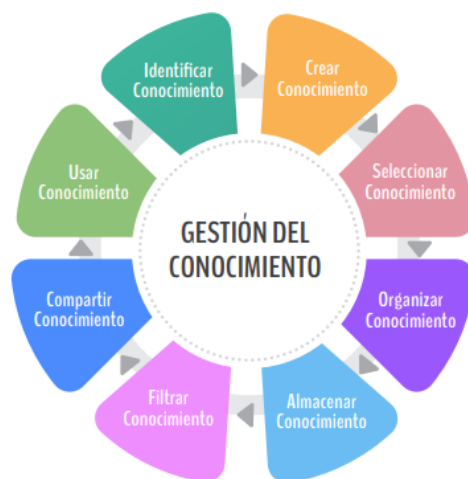 Identificar
Conocimiento
Crear
Conocimiento
Seleccionar
Conocimiento
Organizar
Conocimiento
Almacenar
Conocimiento
Filtrar
Conocimiento
Compartir
Conocimiento
Usar
Conocimiento
GESTIÓN DEL
CONOCIMIENTO